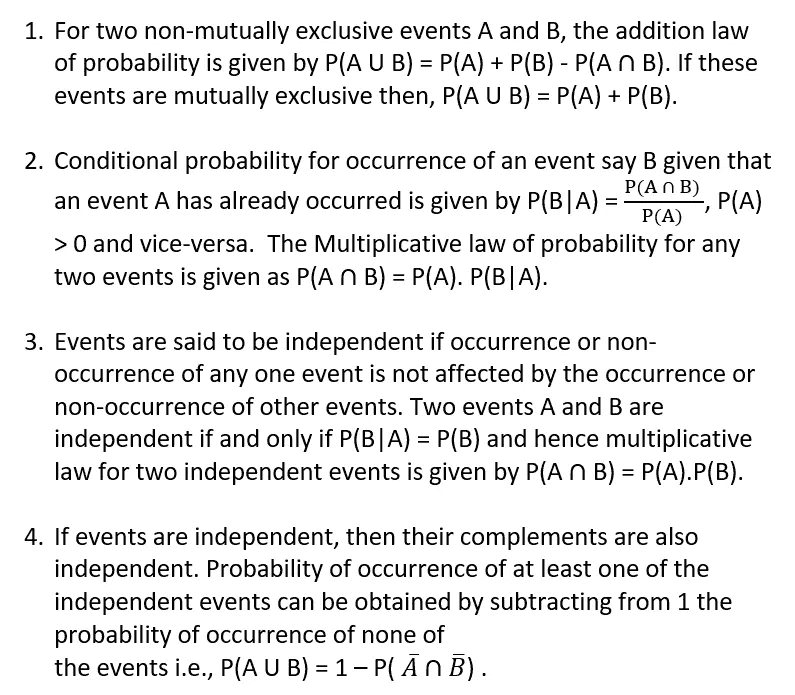 1. For two non-mutually exclusive events A and B, the addition law
of probability is given by P(A U B) = P(A) + P(B) - P(A ∩ B). If these
events are mutually exclusive then, P(A U B) = P(A) + P(B).
2. Conditional probability for occurrence of an event say B given that
an event A has already occurred is given by P(B|A) = P(A ∩ B)/P(A), P(A)
> 0 and vice-versa. The Multiplicative law of probability for any
two events is given as P(A ∩ B) = P(A). P(B|A).
3. Events are said to be independent if occurrence or non-
occurrence of any one event is not affected by the occurrence or
non-occurrence of other events. Two events A and B are
independent if and only if P(B|A) = P(B) and hence multiplicative
law for two independent events is given by P(A ∩ B) = P(A).P(B).
4. If events are independent, then their complements are also
independent. Probability of occurrence of at least one of the
independent events can be obtained by subtracting from 1 the
probability of occurrence of none of
the events i.e., P(A U B) = 1 – P( Ā ∩ B̄) .